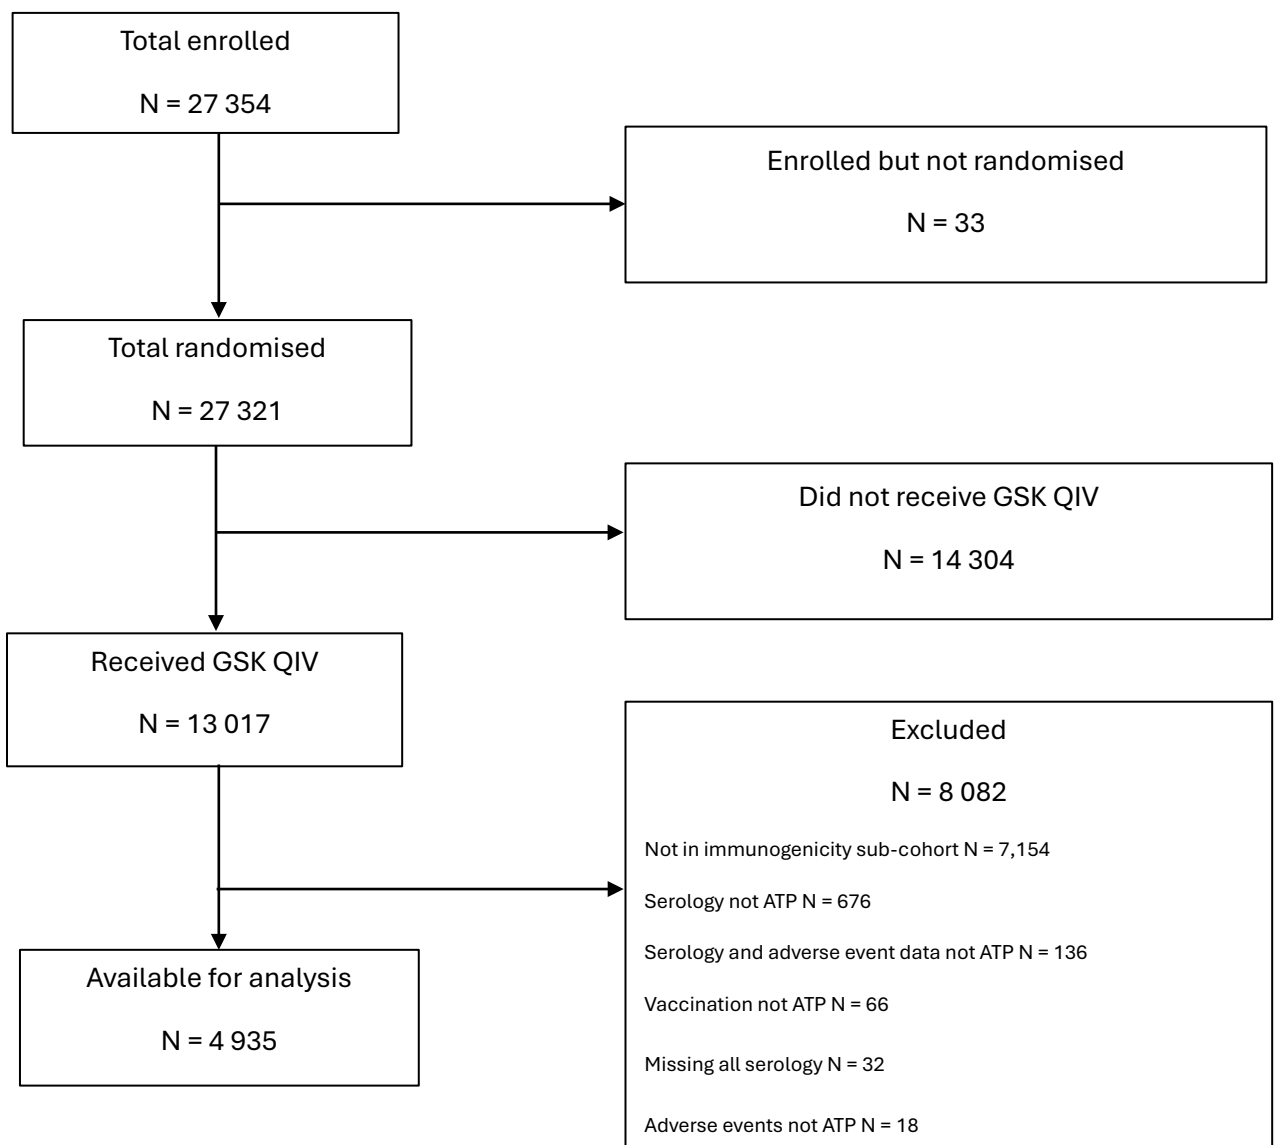 Total enrolled
N = 27 354
Enrolled but not randomised
N = 33
Total randomised
N = 27 321
Did not receive GSK QIV
N = 14 304
Received GSK QIV
N = 13 017
Excluded
N = 8 082
Not in immunogenicity sub-cohort N = 7,154
Serology not ATP N = 676
Serology and adverse event data not ATP N = 136
Vaccination not ATP N = 66
Missing all serology N = 32
Adverse events not ATP N = 18
Available for analysis
N = 4 935